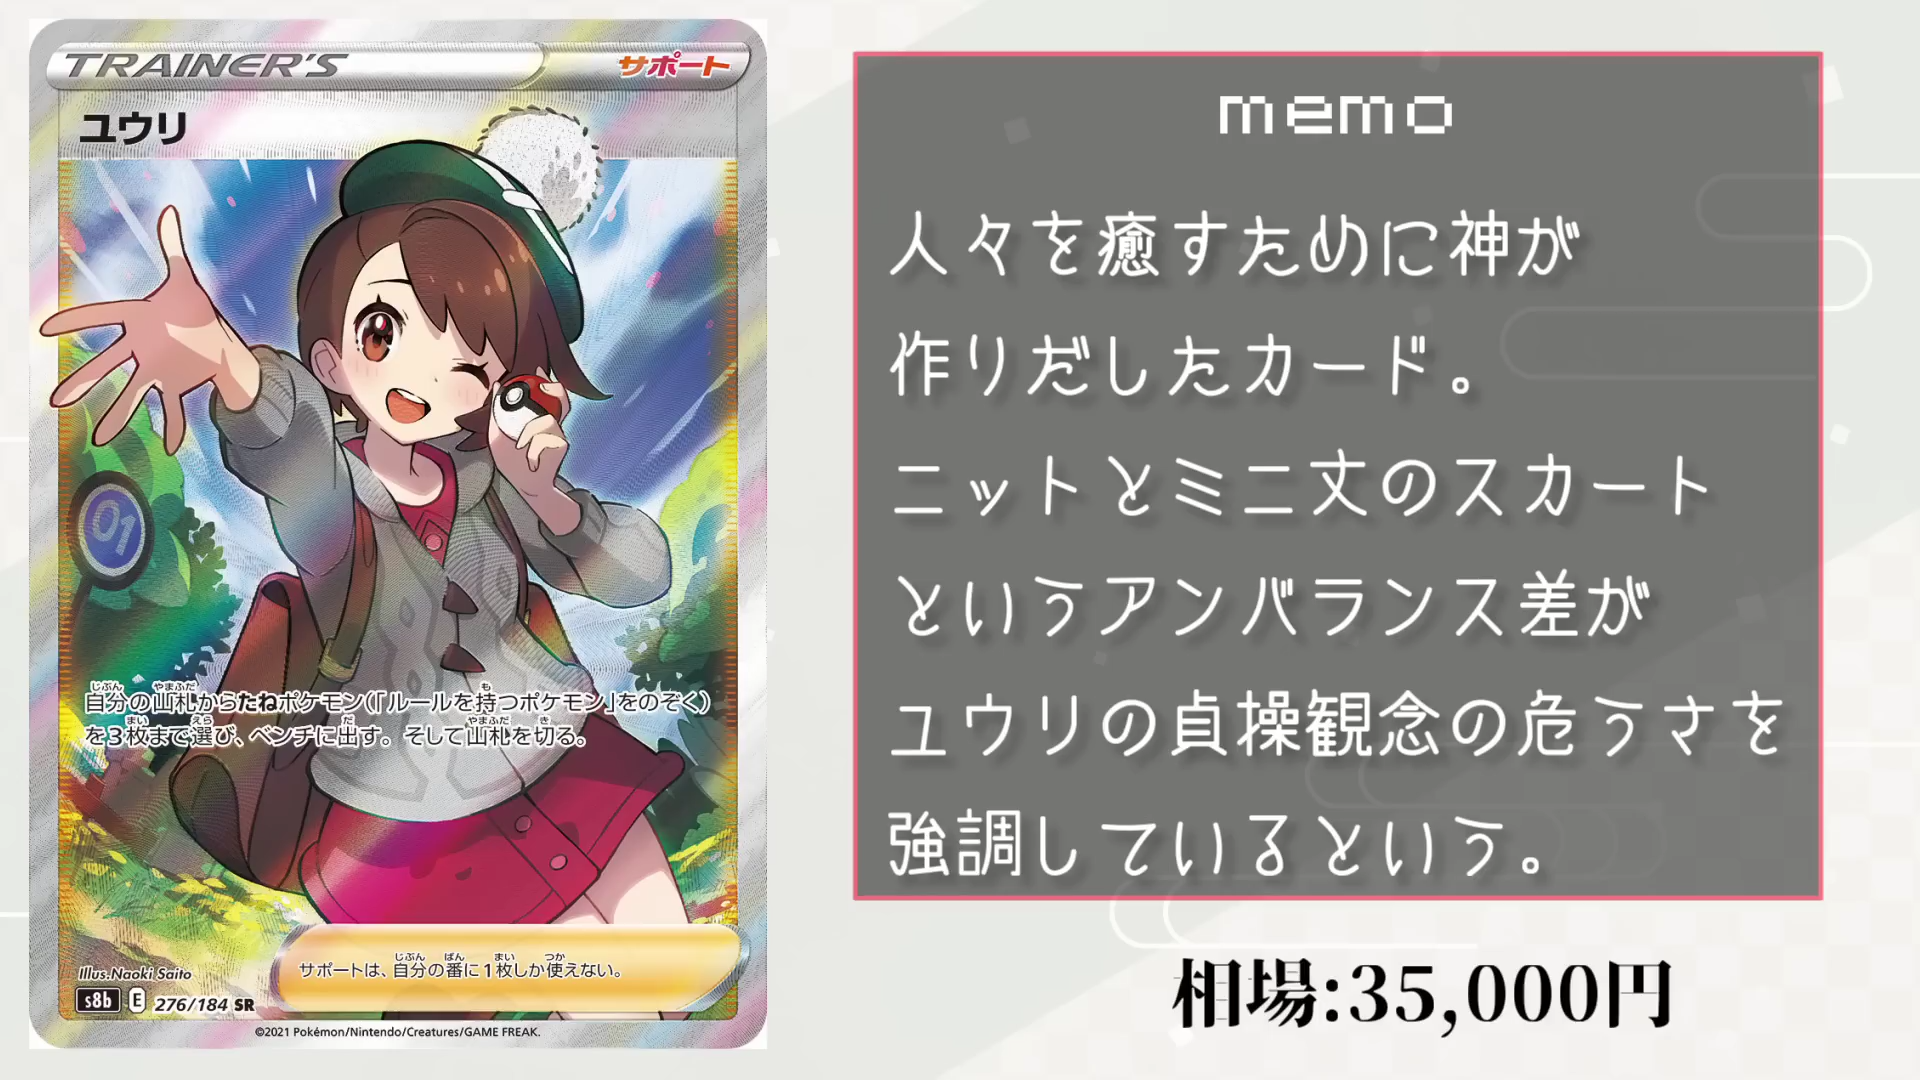 TRAINER'S
サポート
ユウリ
01
自分の山札からたねポケモン(「ルールを持つポケモン」をのぞく)
を3枚まで選び、ベンチに出す。そして山札を切る。
サポートは、自分の番に1枚しか使えない。
Illus.Naoki Saito
s8b E 276/184 SR
©2021 Pokémon/Nintendo/Creatures/GAME FREAK.
memo
人々を癒すために神が
作りだしたカード。
ニットとミニ丈のスカート
というアンバランス差が
ユウリの貞操観念の危うさを
強調しているという。
相場:35,000円